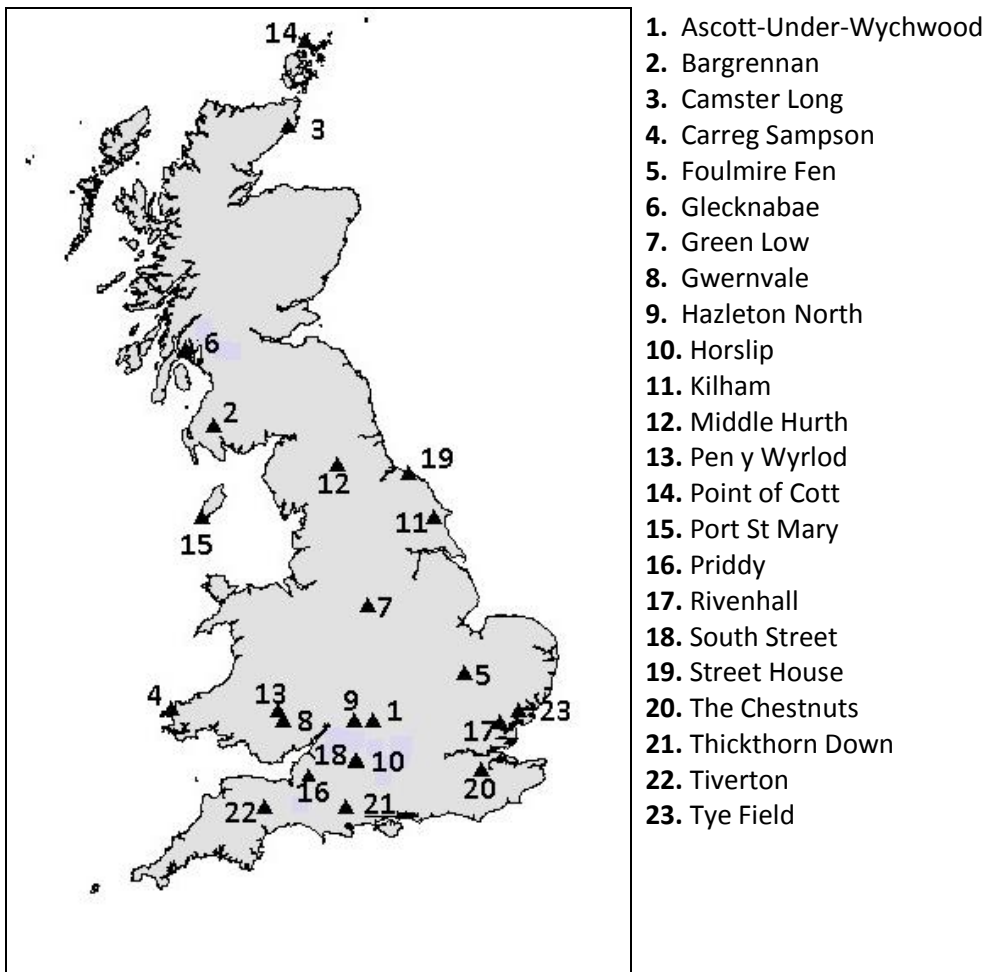 14
3
6
2
19
12
11
15
7
5
4
13
9
1
23
8
17
18
10
20
16
22
21
1. Ascott-Under-Wychwood
2. Bargrennan
3. Camster Long
4. Carreg Sampson
5. Foulmire Fen
6. Glecknabae
7. Green Low
8. Gwernvale
9. Hazleton North
10. Horslip
11. Kilham
12. Middle Hurth
13. Pen y Wyrlod
14. Point of Cott
15. Port St Mary
16. Priddy
17. Rivenhall
18. South Street
19. Street House
20. The Chestnuts
21. Thickthorn Down
22. Tiverton
23. Tye Field